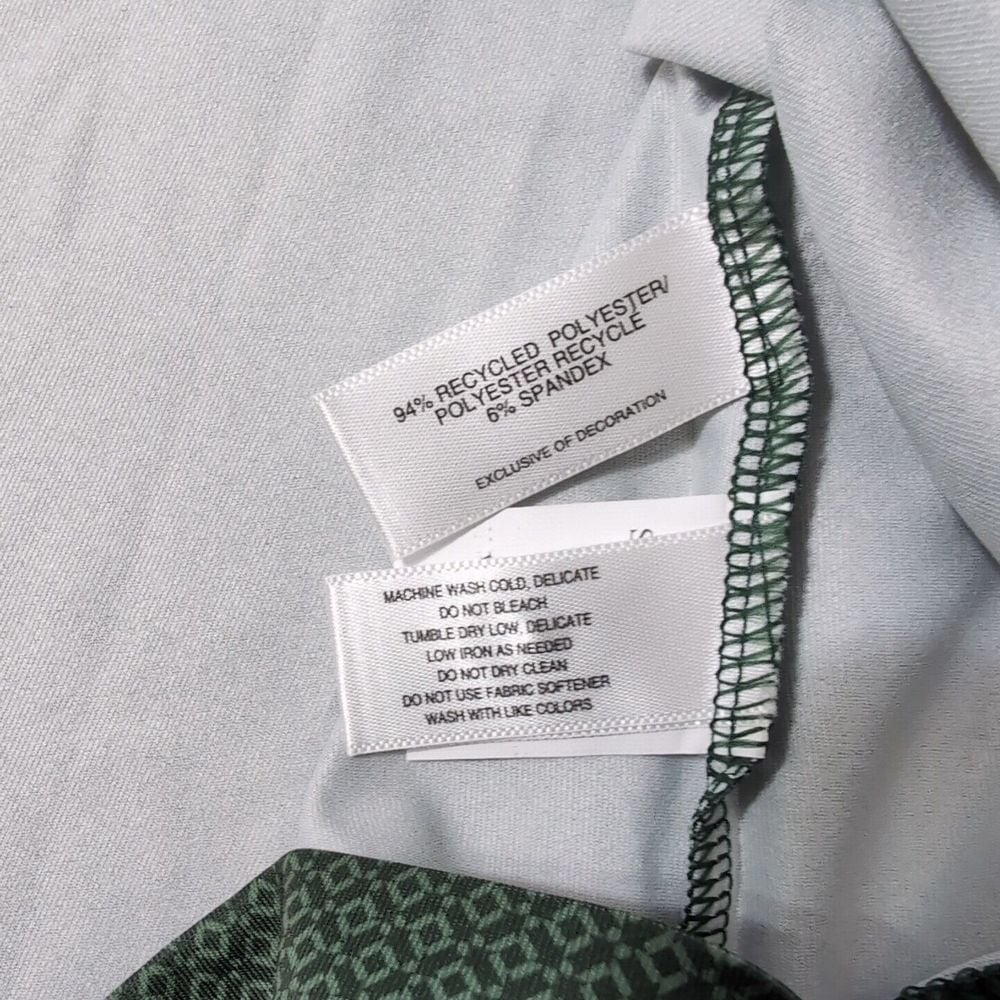 94% RECYCLED POLYESTER/
POLYESTER RECYCLÉ
6% SPANDEX
EXCLUSIVE OF DECORATION
MACHINE WASH COLD, DELICATE
DO NOT BLEACH
TUMBLE DRY LOW, DELICATE
LOW IRON AS NEEDED
DO NOT DRY CLEAN
DO NOT USE FABRIC SOFTENER
WASH WITH LIKE COLORS